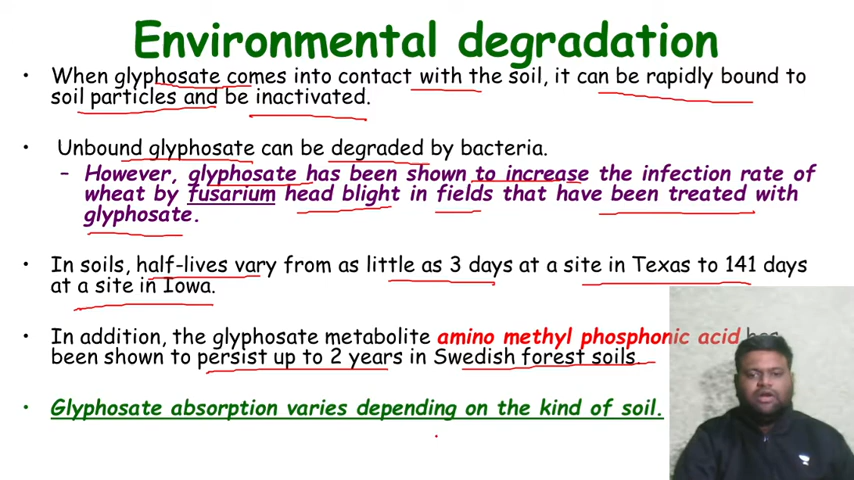 Environmental degradation
• When glyphosate comes into contact with the soil, it can be rapidly bound to
soil particles and be inactivated.
• Unbound glyphosate can be degraded by bacteria.
– However, glyphosate has been shown to increase the infection rate of
wheat by fusarium head blight in fields that have been treated with
glyphosate.
• In soils, half-lives vary from as little as 3 days at a site in Texas to 141 days
at a site in Iowa.
• In addition, the glyphosate metabolite amino methyl phosphonic acid has
been shown to persist up to 2 years in Swedish forest soils.
• Glyphosate absorption varies depending on the kind of soil.